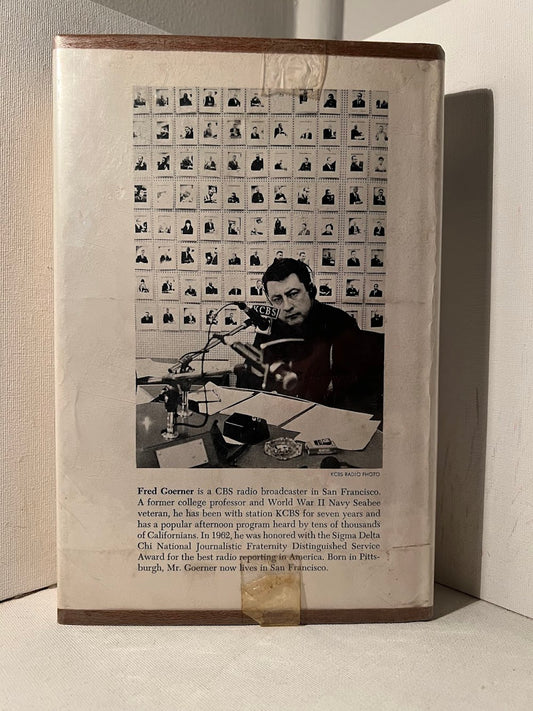 KCBS
KCBS RADIO PHOTO
Fred Goerner is a CBS radio broadcaster in San Francisco.
A former college professor and World War II Navy Seabee
veteran, he has been with station KCBS for seven years and
has a popular afternoon program heard by tens of thousands
of Californians. In 1962, he was honored with the Sigma Delta
Chi National Journalistic Fraternity Distinguished Service
Award for the best radio reporting in America. Born in Pitts-
burgh, Mr. Goerner now lives in San Francisco.